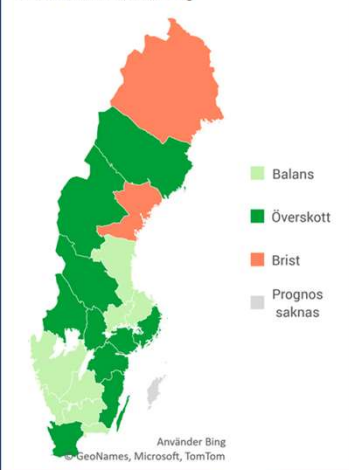 Balans
Överskott
Brist
Prognos
saknas
Använder Bing
© GeoNames, Microsoft, TomTom